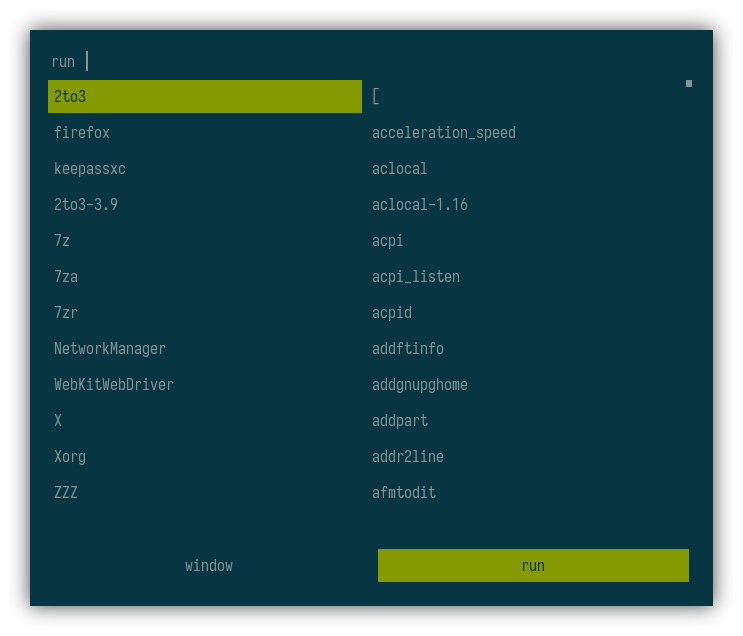 run
2to3
firefox
keepassxc
2to3-3.9
7z
7za
7zr
NetworkManager
WebKitWebDriver
X
Xorg
ZZZ
[
acceleration_speed
aclocal
aclocal-1.16
acpi
acpi_listen
acpid
addftinfo
addgnupghome
addpart
addr2line
afmtodit
window
run